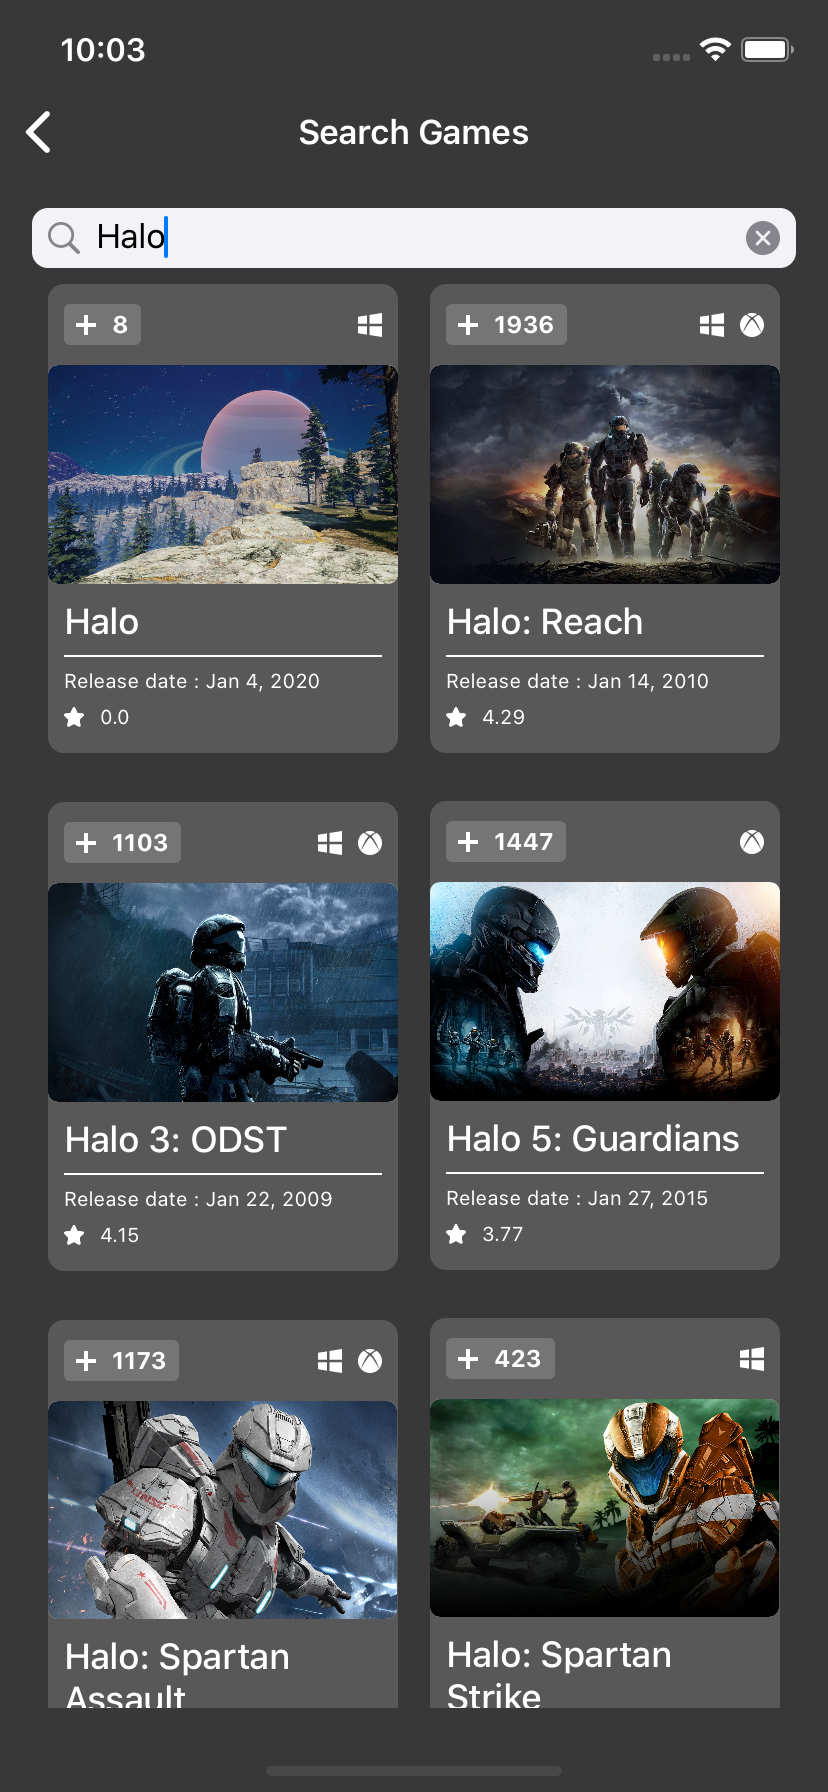 10:03
Search Games
Halo
8
Halo
Release date : Jan 4, 2020
0.0
1936
Halo: Reach
Release date : Jan 14, 2010
4.29
1103
Halo 3: ODST
Release date : Jan 22, 2009
4.15
1447
Halo 5: Guardians
Release date : Jan 27, 2015
3.77
1173
Halo: Spartan
Assault
423
Halo: Spartan
Strike